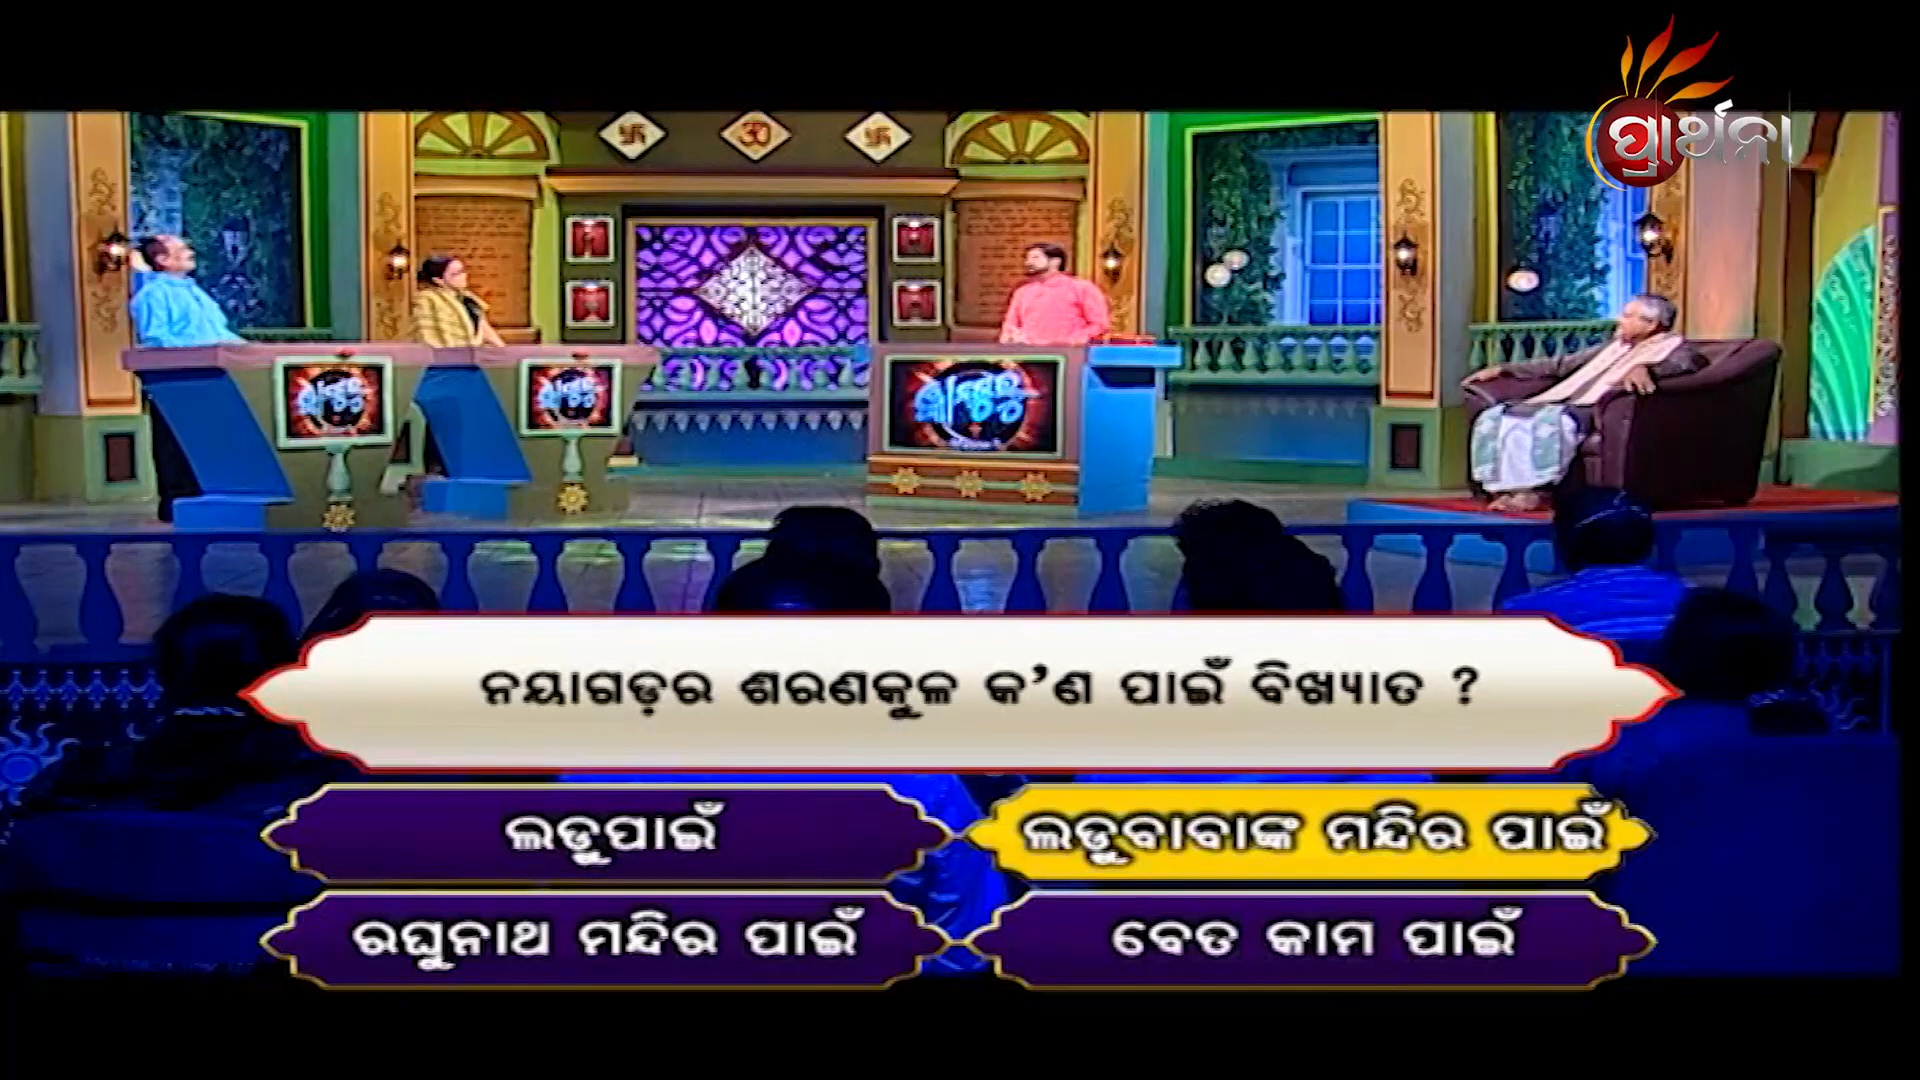 ପ୍ରାର୍ଥନା
ନୟାଗଡ଼ର ଶରଣକୁଳ କ'ଣ ପାଇଁ ବିଖ୍ୟାତ ?
ଲଡ଼ୁପାଇଁ
ଲଡୁବାବାଙ୍କ ମନ୍ଦିର ପାଇଁ
ରଘୁନାଥ ମନ୍ଦିର ପାଇଁ
ବେତ କାମ ପାଇଁ